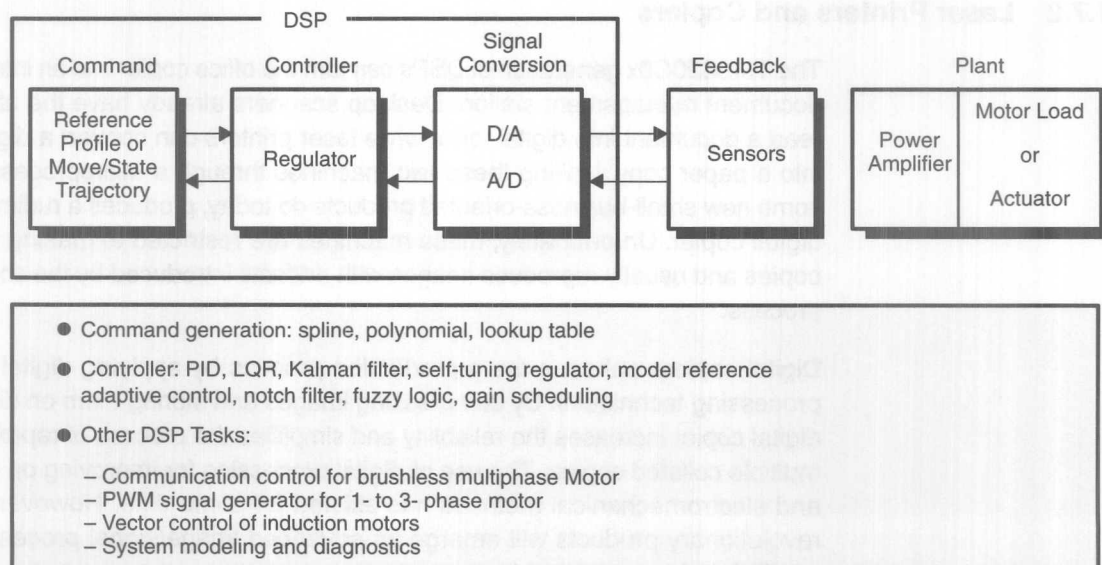 DSP
Command
Controller
Signal
Conversion
Feedback
Plant
Reference
Profile or
Move/State
Trajectory
Regulator
D/A
A/D
Sensors
Power
Amplifier
Motor Load
or
Actuator
● Command generation: spline, polynomial, lookup table
● Controller: PID, LQR, Kalman filter, self-tuning regulator, model reference
adaptive control, notch filter, fuzzy logic, gain scheduling
● Other DSP Tasks:
– Communication control for brushless multiphase Motor
– PWM signal generator for 1- to 3- phase motor
– Vector control of induction motors
– System modeling and diagnostics